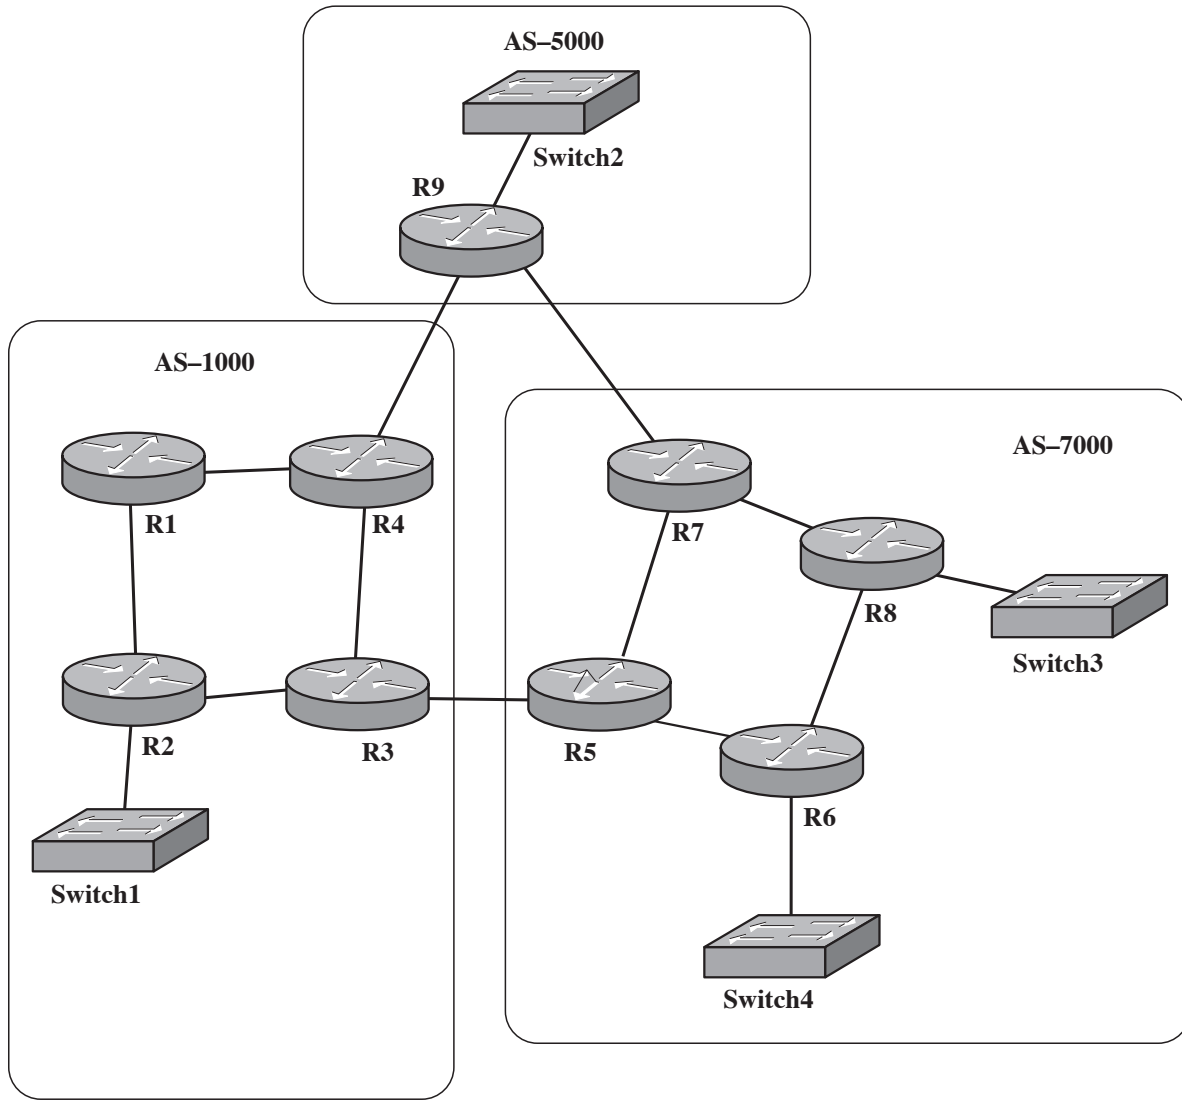 AS–5000
Switch2
R9
AS–1000
AS–7000
R1
R4
R7
R8
Switch3
R2
R3
R5
R6
Switch1
Switch4